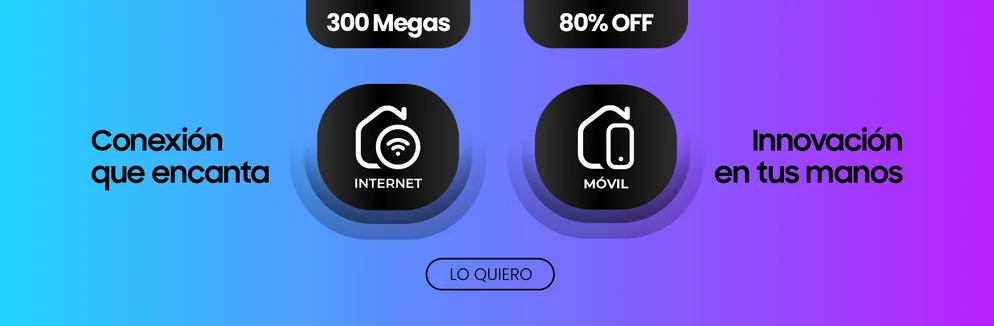 300 Megas
80% OFF
Conexión
que encanta
INTERNET
MÓVIL
Innovación
en tus manos
LO QUIERO